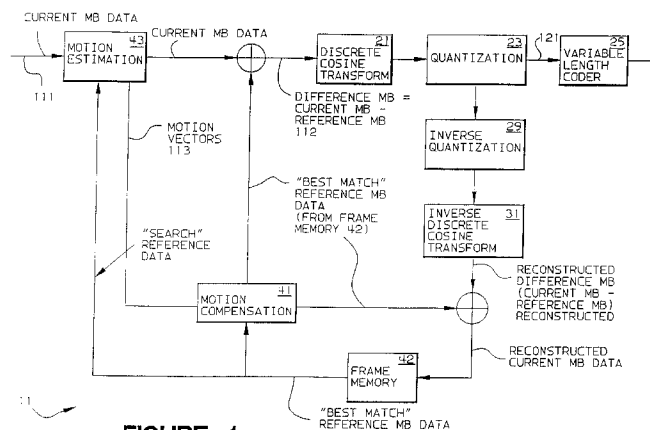 CURRENT MB DATA
MOTION
ESTIMATION
43
CURRENT MB DATA
21
DISCRETE
COSINE
TRANSFORM
23
QUANTIZATION
121
25
VARIABLE
LENGTH
CODER
111
DIFFERENCE MB =
CURRENT MB -
REFERENCE MB
112
MOTION
VECTORS
113
29
INVERSE
QUANTIZATION
"BEST MATCH"
REFERENCE MB
DATA
(FROM FRAME
MEMORY 42)
31
INVERSE
DISCRETE
COSINE
TRANSFORM
"SEARCH"
REFERENCE
DATA
41
MOTION
COMPENSATION
RECONSTRUCTED
DIFFERENCE MB
(CURRENT MB -
REFERENCE MB)
RECONSTRUCTED
RECONSTRUCTED
CURRENT MB DATA
42
FRAME
MEMORY
11
"BEST MATCH"
REFERENCE MB DATA